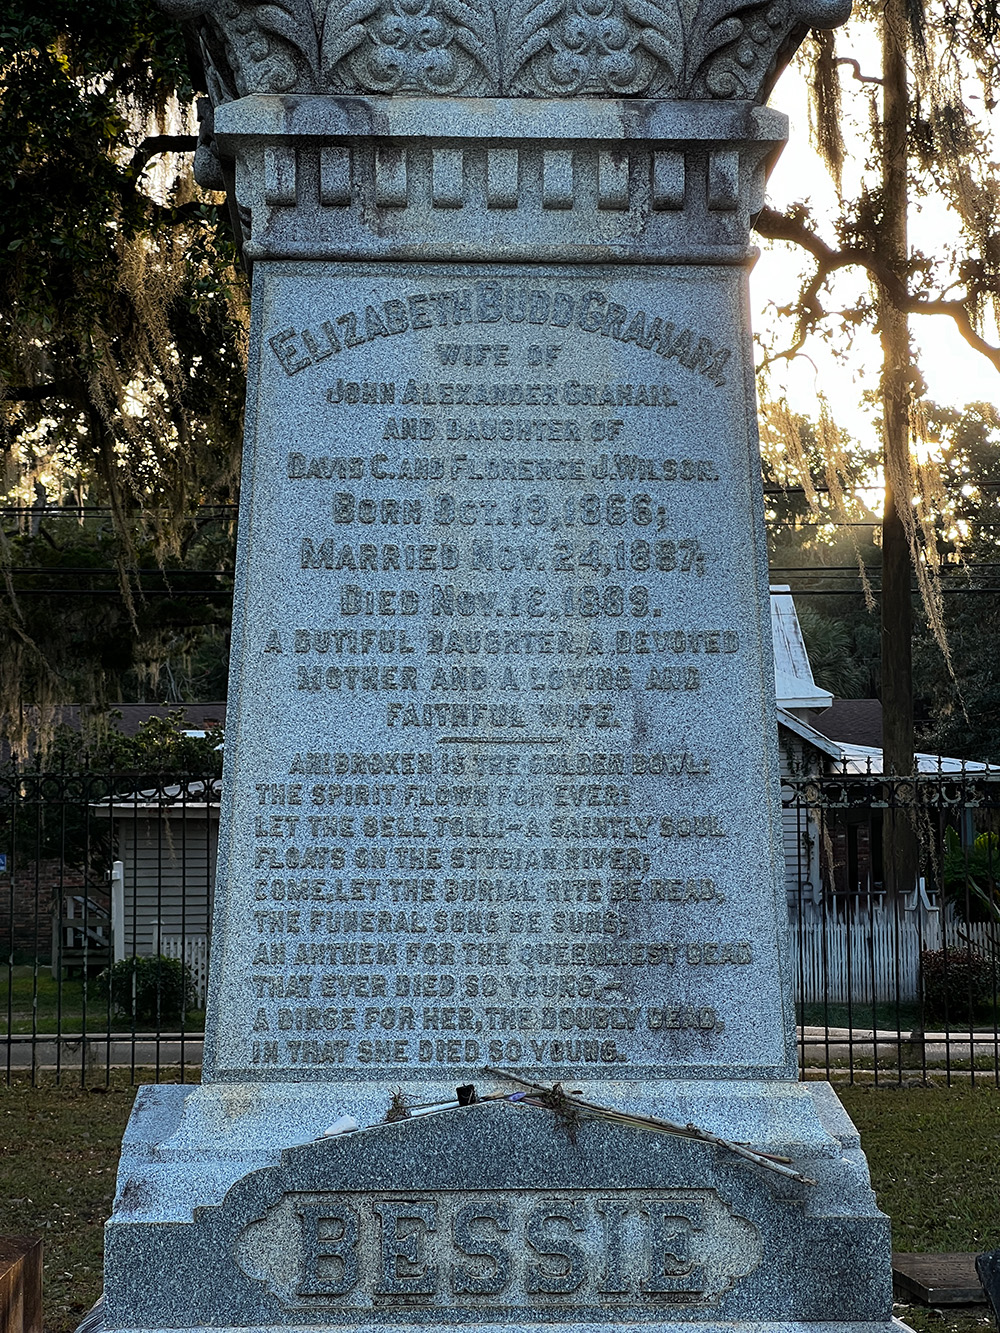 ELIZABETH BUDD GRAHAM,
WIFE OF
JOHN ALEXANDER GRAHAM.
AND DAUGHTER OF
DAVID C. AND FLORENCE J. WILSON.
BORN OCT. 19, 1866;
MARRIED NOV. 24, 1887;
DIED NOV. 12, 1889.
A DUTIFUL DAUGHTER, A DEVOTED
MOTHER AND A LOVING AND
FAITHFUL WIFE.
AH! BROKEN IS THE GOLDEN BOWL:
THE SPIRIT FLOWN FOR EVER!
LET THE BELL TOLL!—A SAINTLY SOUL
FLOATS ON THE STYGIAN RIVER;
COME, LET THE BURIAL RITE BE READ,
THE FUNERAL SONG BE SUNG;
AN ANTHEM FOR THE QUEENLIEST DEAD
THAT EVER DIED SO YOUNG,—
A DIRGE FOR HER, THE DOUBLY DEAD,
IN THAT SHE DIED SO YOUNG.
BESSIE